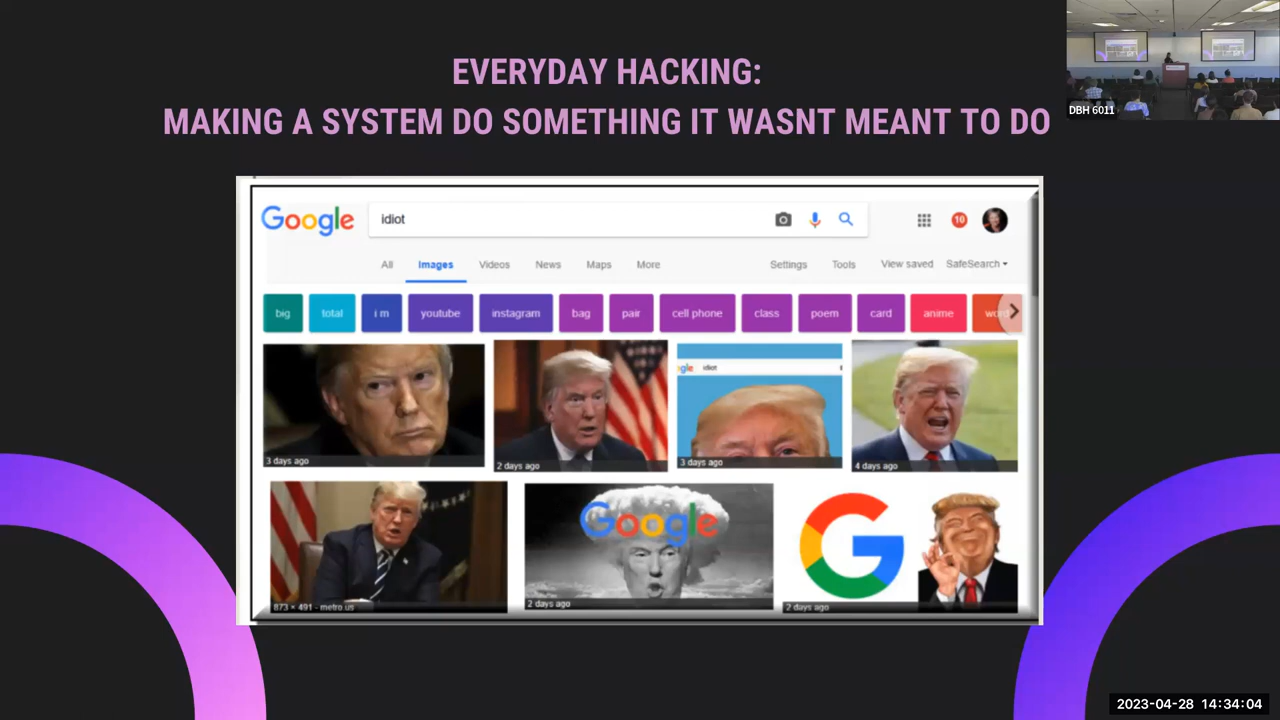 EVERYDAY HACKING:
MAKING A SYSTEM DO SOMETHING IT WASNT MEANT TO DO
DBH 6011
Google
idiot
10
All Images Videos News Maps More Settings Tools View saved SafeSearch
big total i m youtube instagram bag pair cell phone class poem card anime
gle idiot
3 days ago
2 days ago
3 days ago
4 days ago
Google
G
873 × 491 - metro.us
2 days ago
2 days ago
2023-04-28 14:34:04